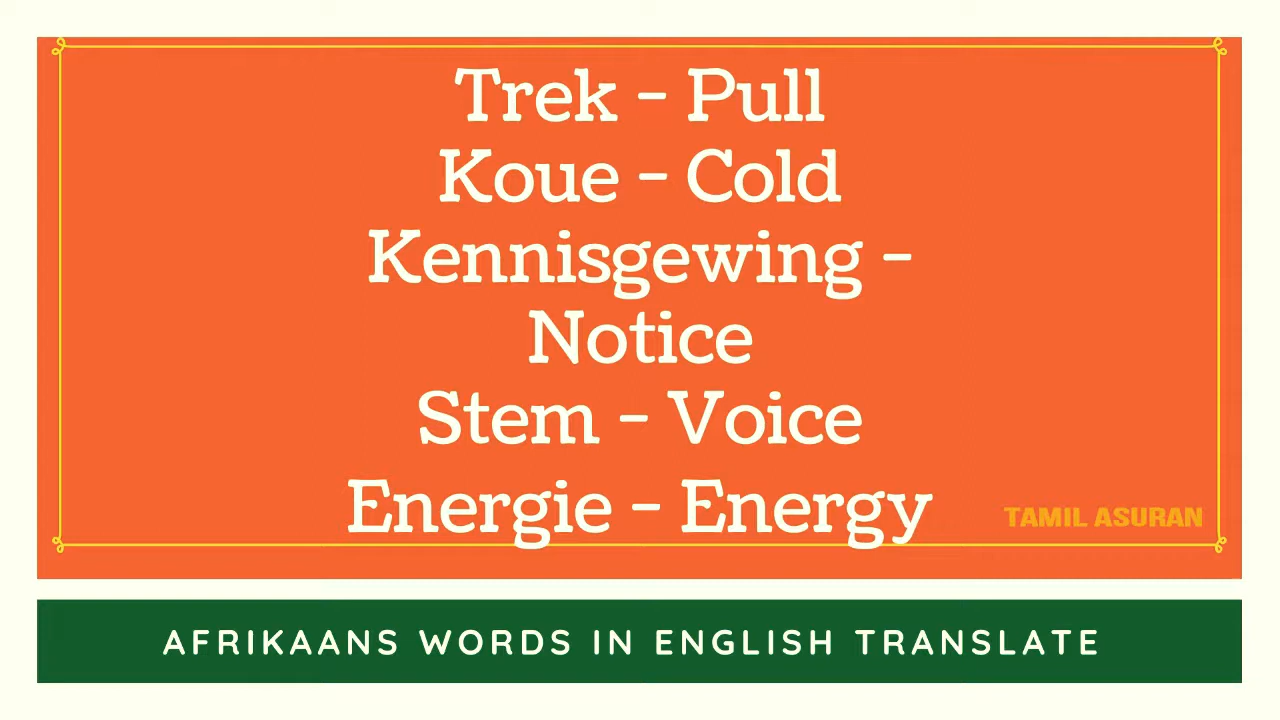 Trek - Pull
Koue - Cold
Kennisgewing -
Notice
Stem - Voice
Energie - Energy
TAMIL ASURAN
AFRIKAANS WORDS IN ENGLISH TRANSLATE